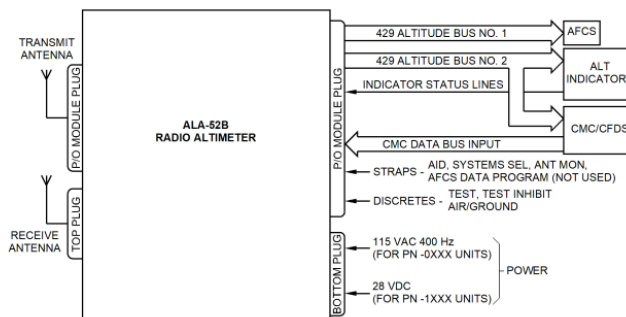 TRANSMIT
ANTENNA
P/O MODULE PLUG
RECEIVE
ANTENNA
TOP PLUG
ALA-52B
RADIO ALTIMETER
P/O MODULE PLUG
BOTTOM PLUG
429 ALTITUDE BUS NO. 1
AFCS
429 ALTITUDE BUS NO. 2
ALT
INDICATOR
INDICATOR STATUS LINES
CMC/CFDS
CMC DATA BUS INPUT
STRAPS - AID, SYSTEMS SEL, ANT MON,
AFCS DATA PROGRAM (NOT USED)
DISCRETES - TEST, TEST INHIBIT
AIR/GROUND
115 VAC 400 Hz
(FOR PN -0XXX UNITS)
POWER
28 VDC
(FOR PN -1XXX UNITS)